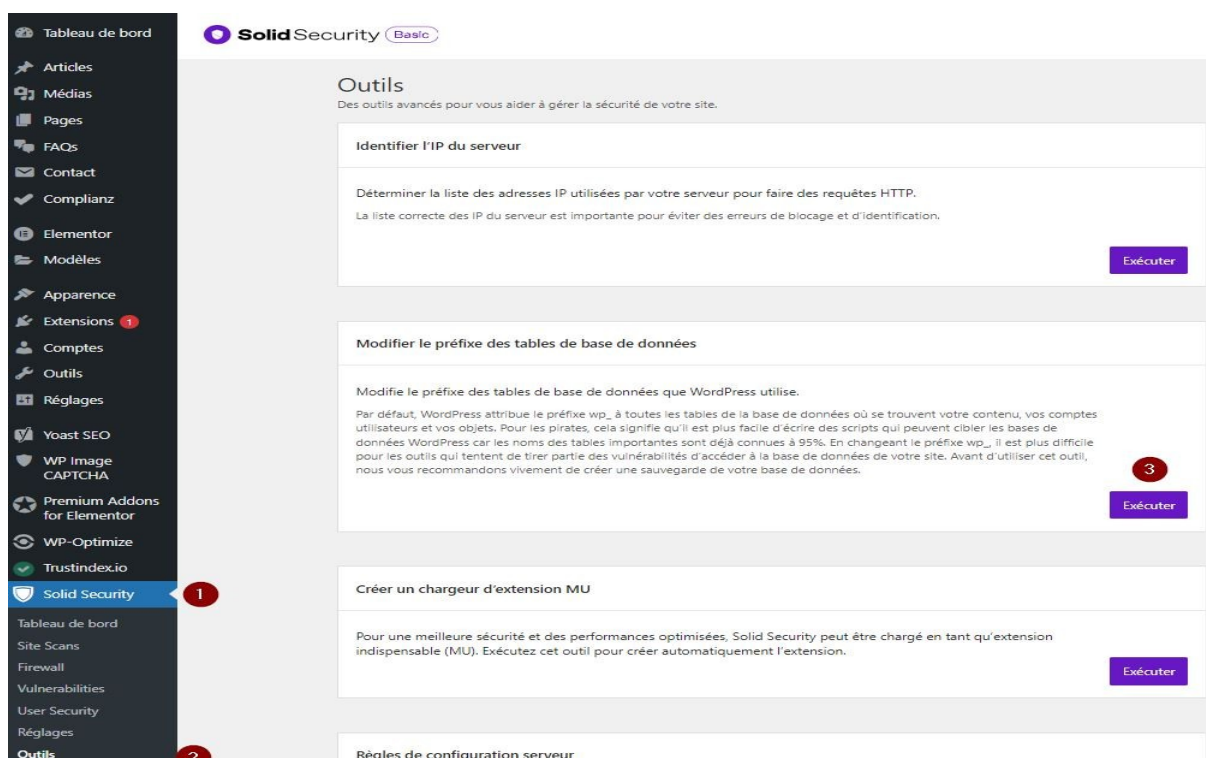 Tableau de bord
Articles
Médias
Pages
FAQs
Contact
Complianz
Elementor
Modèles
Apparence
Extensions 1
Comptes
Outils
Réglages
Yoast SEO
WP Image
CAPTCHA
Premium Addons
for Elementor
WP-Optimize
Trustindex.io
Solid Security
1
Tableau de bord
Site Scans
Firewall
Vulnerabilities
User Security
Réglages
Outils
2
Solid Security Basic
Outils
Des outils avancés pour vous aider à gérer la sécurité de votre site.
Identifier l'IP du serveur
Déterminer la liste des adresses IP utilisées par votre serveur pour faire des requêtes HTTP.
La liste correcte des IP du serveur est importante pour éviter des erreurs de blocage et d'identification.
Exécuter
Modifier le préfixe des tables de base de données
Modifie le préfixe des tables de base de données que WordPress utilise.
Par défaut, WordPress attribue le préfixe wp_ à toutes les tables de la base de données où se trouvent votre contenu, vos comptes
utilisateurs et vos objets. Pour les pirates, cela signifie qu'il est plus facile d'écrire des scripts qui peuvent cibler les bases de
données WordPress car les noms des tables importantes sont déjà connues à 95%. En changeant le préfixe wp_, il est plus difficile
pour les outils qui tentent de tirer partie des vulnérabilités d'accéder à la base de données de votre site. Avant d'utiliser cet outil,
nous vous recommandons vivement de créer une sauvegarde de votre base de données.
3
Exécuter
Créer un chargeur d'extension MU
Pour une meilleure sécurité et des performances optimisées, Solid Security peut être chargé en tant qu'extension
indispensable (MU). Exécutez cet outil pour créer automatiquement l'extension.
Exécuter
Règles de configuration serveur